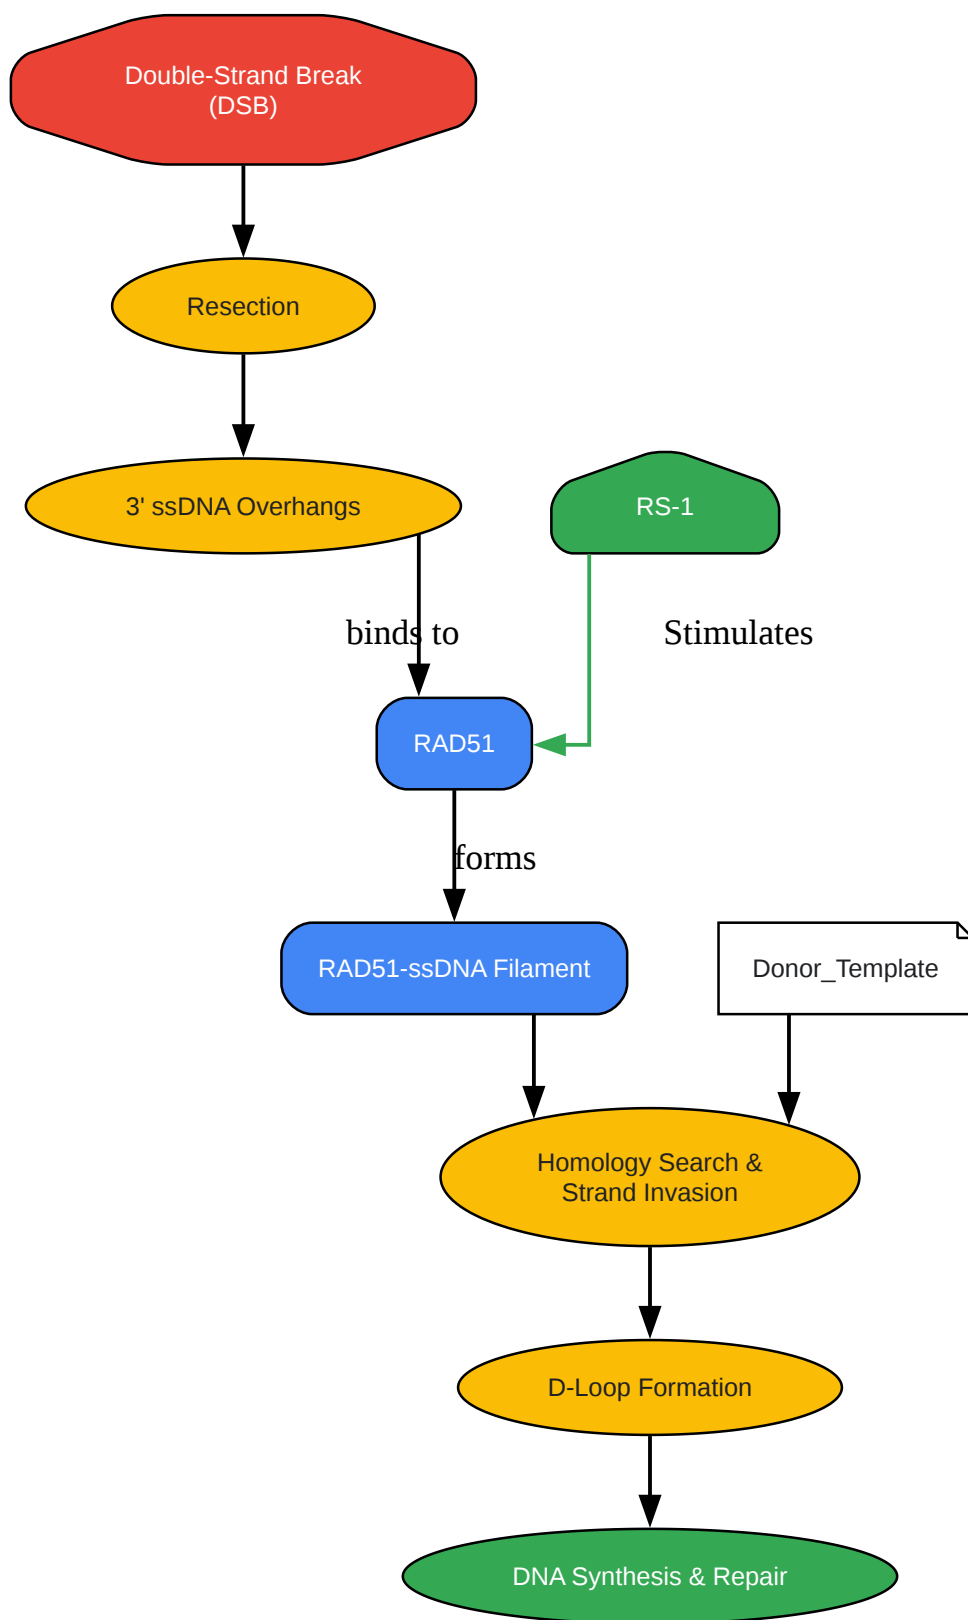 Double-Strand Break
(DSB)
Resection
3' ssDNA Overhangs
RS-1
binds to
Stimulates
RAD51
forms
RAD51-ssDNA Filament
Donor_Template
Homology Search &
Strand Invasion
D-Loop Formation
DNA Synthesis & Repair